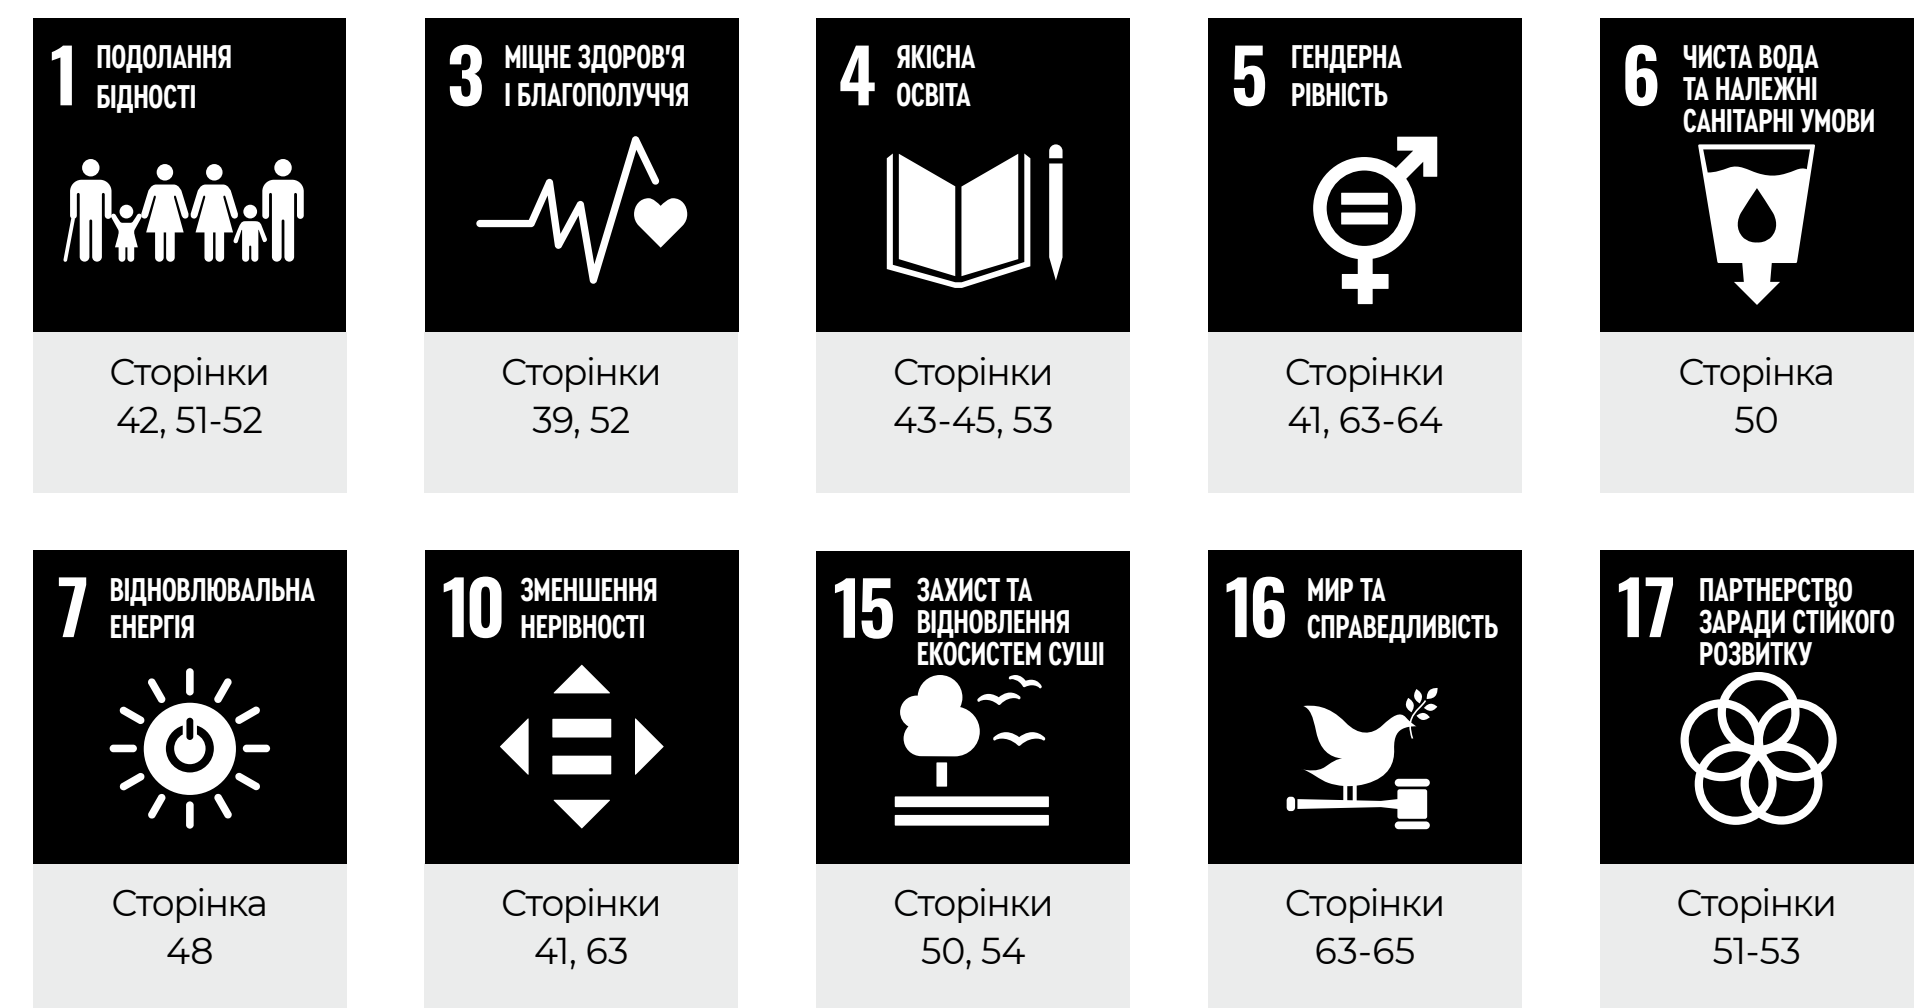 1 ПОДОЛАННЯ
БІДНОСТІ
Сторінки
42, 51-52
3 МІЦНЕ ЗДОРОВ'Я
І БЛАГОПОЛУЧЧЯ
Сторінки
39, 52
4 ЯКІСНА
ОСВІТА
Сторінки
43-45, 53
5 ГЕНДЕРНА
РІВНІСТЬ
Сторінки
41, 63-64
6 ЧИСТА ВОДА
ТА НАЛЕЖНІ
САНІТАРНІ УМОВИ
Сторінка
50
7 ВІДНОВЛЮВАЛЬНА
ЕНЕРГІЯ
Сторінка
48
10 ЗМЕНШЕННЯ
НЕРІВНОСТІ
Сторінки
41, 63
15 ЗАХИСТ ТА
ВІДНОВЛЕННЯ
ЕКОСИСТЕМ СУШІ
Сторінки
50, 54
16 МИР ТА
СПРАВЕДЛИВІСТЬ
Сторінки
63-65
17 ПАРТНЕРСТВО
ЗАРАДИ СТІЙКОГО
РОЗВИТКУ
Сторінки
51-53